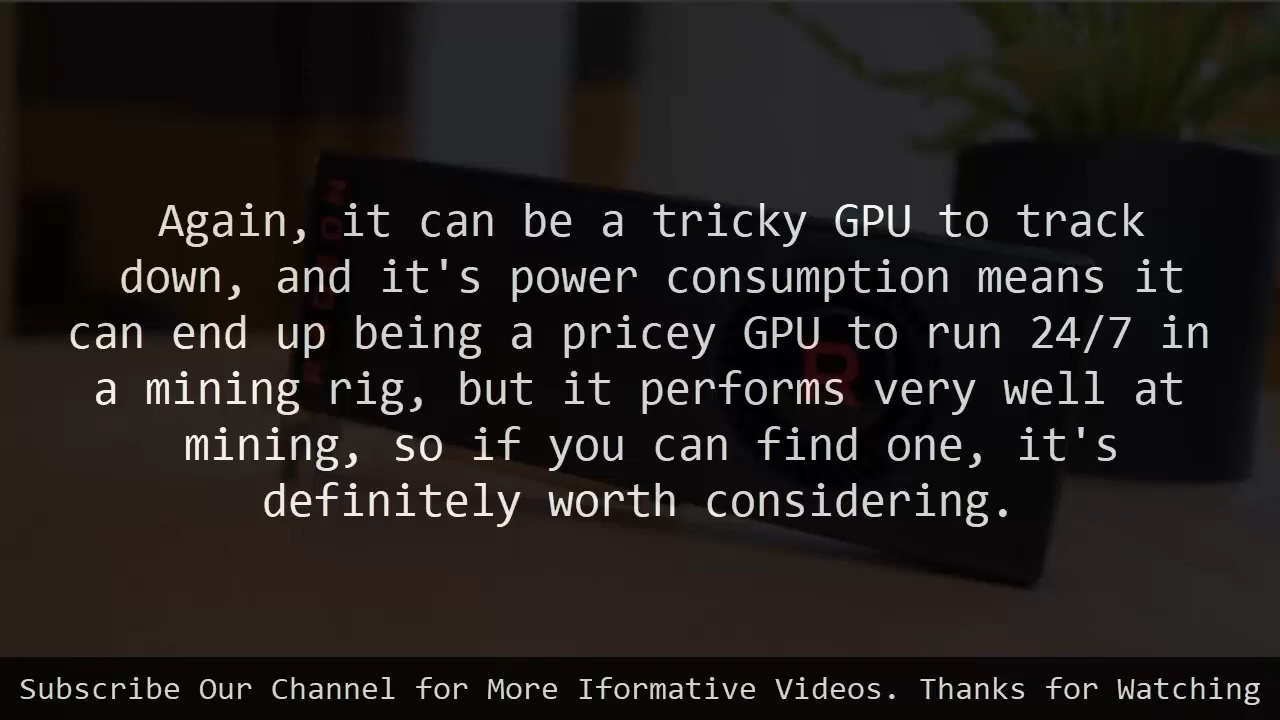 Again, it can be a tricky GPU to track
down, and it's power consumption means it
can end up being a pricey GPU to run 24/7 in
a mining rig, but it performs very well at
mining, so if you can find one, it's
definitely worth considering.
RADEON
R
Subscribe Our Channel for More Iformative Videos. Thanks for Watching